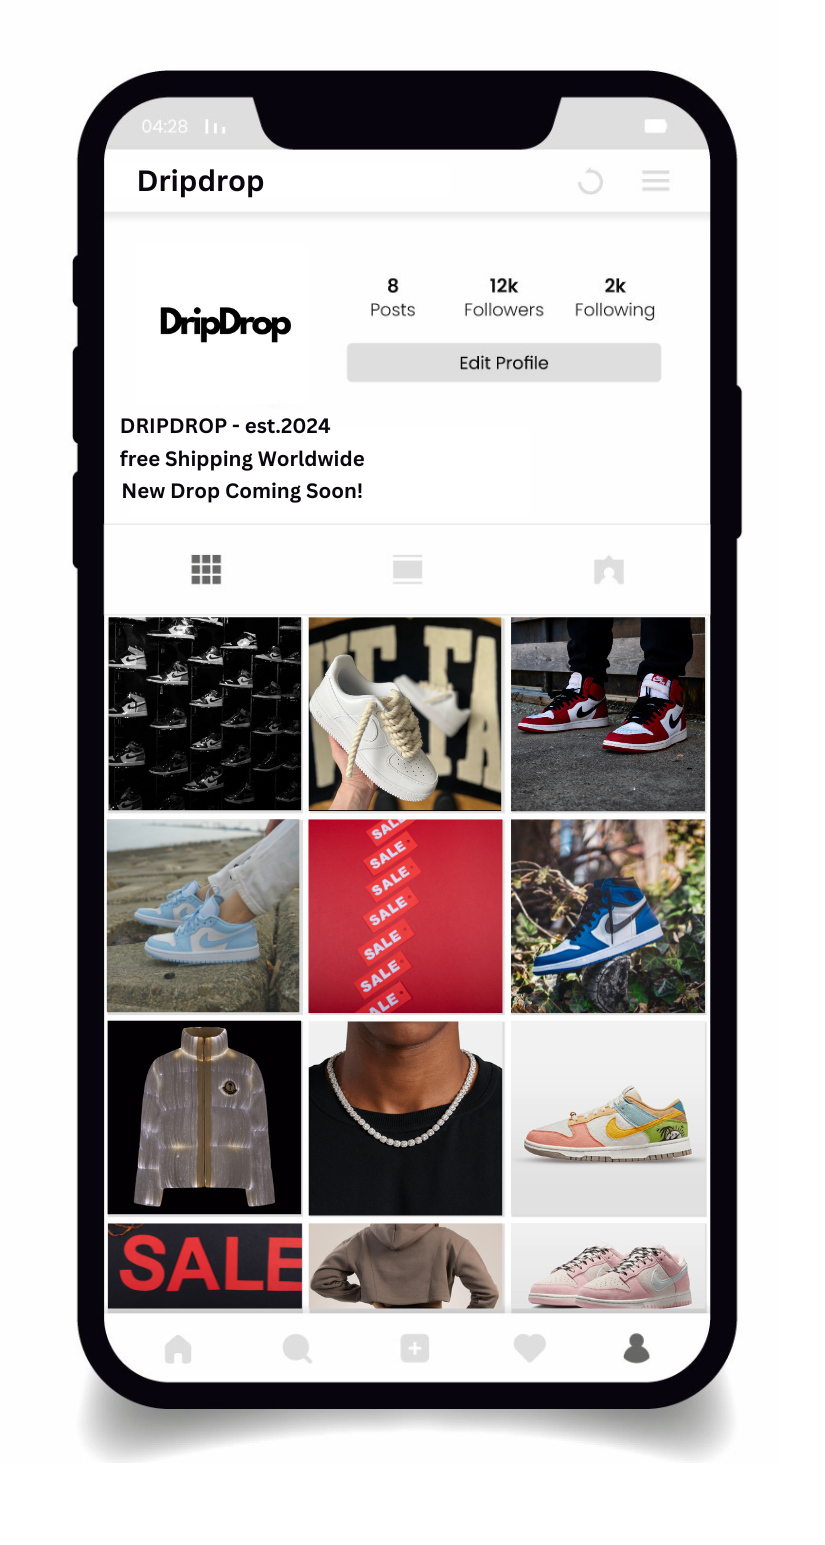 04:28
Dripdrop
DripDrop
8 12k 2k
Posts Followers Following
Edit Profile
DRIPDROP - est.2024
free Shipping Worldwide
New Drop Coming Soon!
SALE
SALE
SALE
SALE
SALE
SALE
ALE
SALE